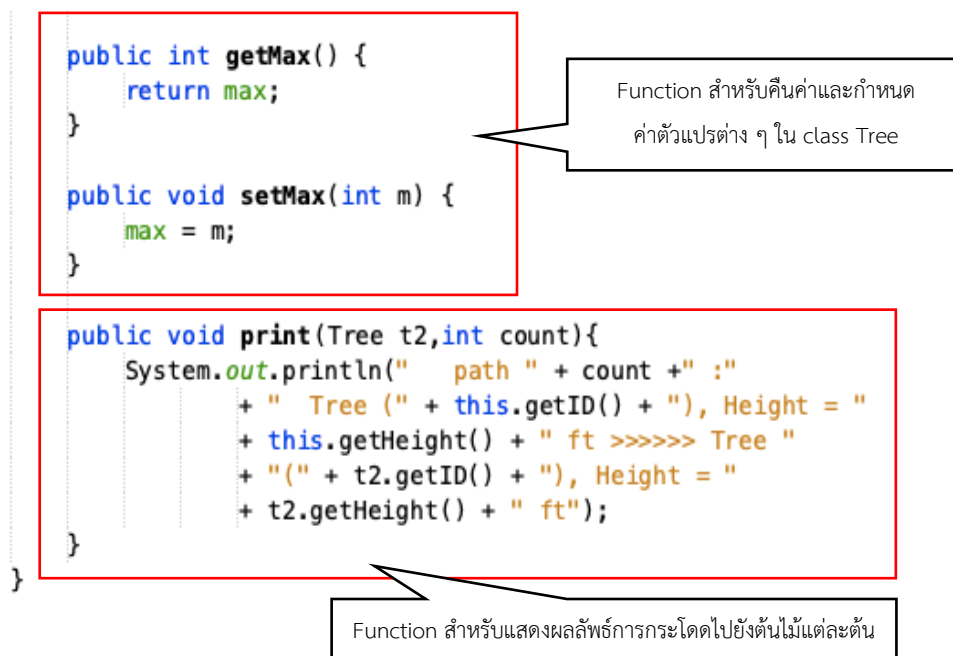 public int getMax() {
return max;
}
Function สำหรับคืนค่าและกำหนด
ค่าตัวแปรต่าง ๆ ใน class Tree
public void setMax(int m) {
max = m;
}
public void print(Tree t2,int count){
System.out.println("   path " + count +" :"
+ "  Tree (" + this.getID() + "), Height = "
+ this.getHeight() + " ft >>>>>> Tree "
+ "(" + t2.getID() + "), Height = "
+ t2.getHeight() + " ft");
}
}
Function สำหรับแสดงผลลัพธ์การกระโดดไปยังต้นไม้แต่ละต้น